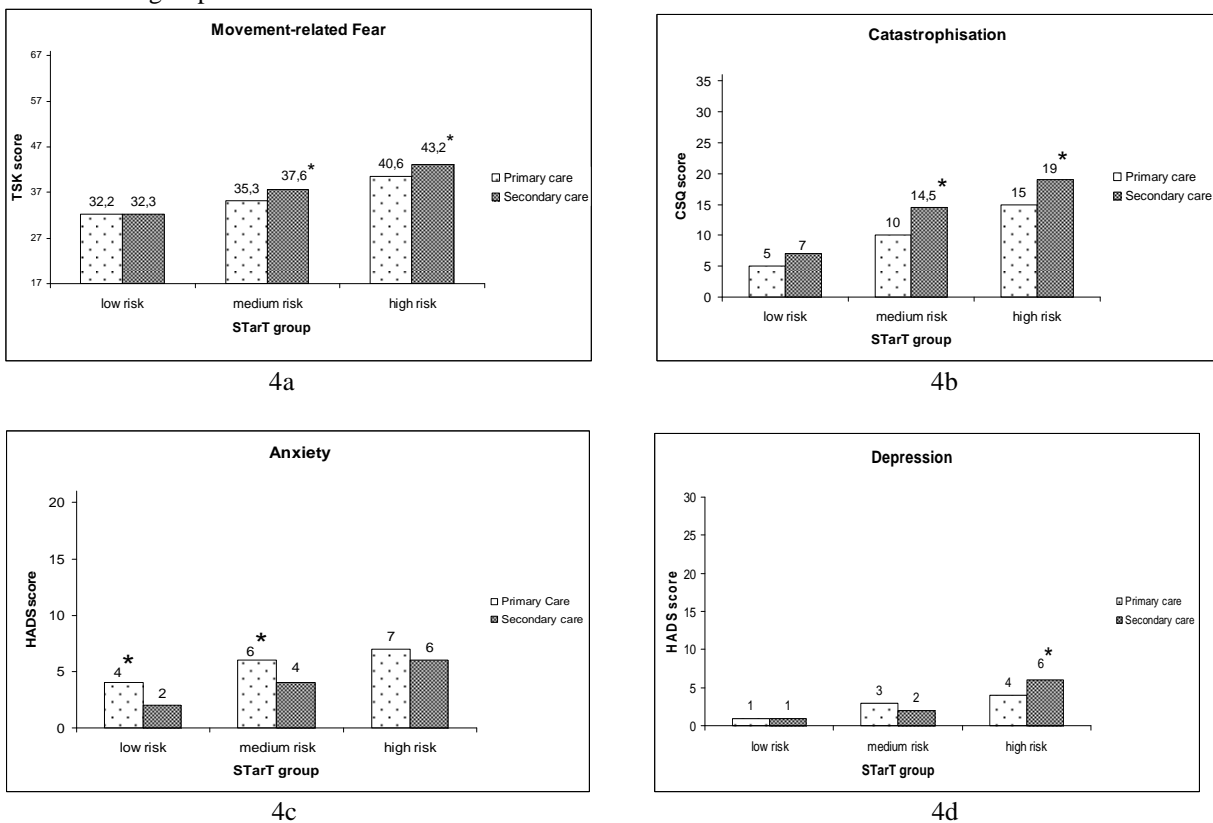 Movement-related Fear
67
57
47
37
27
17
TSK score
32,2
32,3
35,3
37,6
*
40,6
43,2
*
low risk
medium risk
high risk
STarT group
Primary care
Secondary care
4a
Catastrophisation
35
30
25
20
15
10
5
0
CSQ score
5
7
10
14,5
*
15
19
*
low risk
medium risk
high risk
STarT group
Primary care
Secondary care
4b
Anxiety
20
15
10
5
0
HADS score
4
*
2
6
*
4
7
6
low risk
medium risk
high risk
STarT group
Primary Care
Secondary care
4c
Depression
30
25
20
15
10
5
0
HADS score
1
1
3
2
4
6
*
low risk
medium risk
high risk
STarT group
Primary care
Secondary care
4d